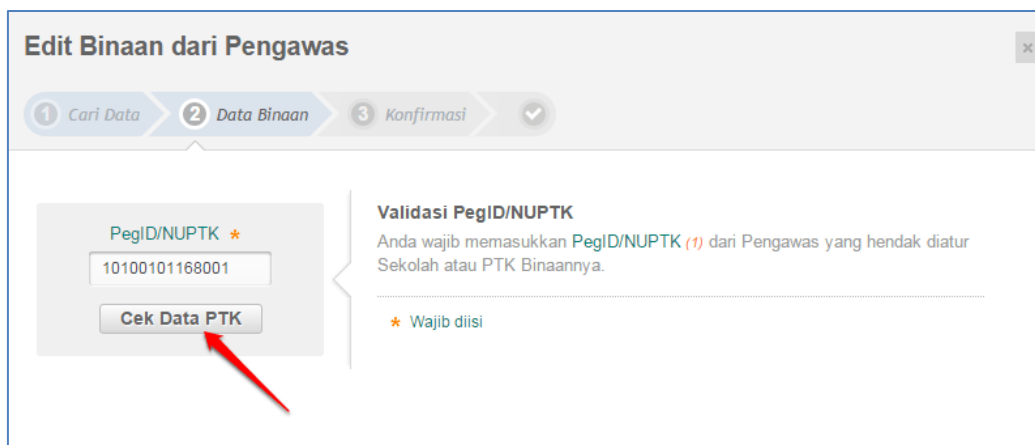 Edit Binaan dari Pengawas
×
1 Cari Data 2 Data Binaan 3 Konfirmasi
PegID/NUPTK *
10100101168001
Cek Data PTK
Validasi PegID/NUPTK
Anda wajib memasukkan PegID/NUPTK (1) dari Pengawas yang hendak diatur
Sekolah atau PTK Binaannya.
* Wajib diisi